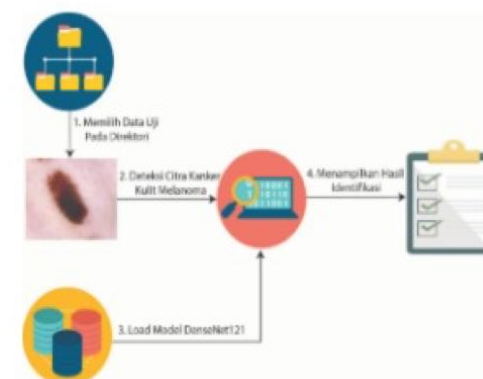 1. Memilih Data Uji
Pada Direktori
2. Deteksi Citra Kanker
Kulit Melanoma
4. Menampilkan Hasil
Identifikasi
3. Load Model DenseNet121